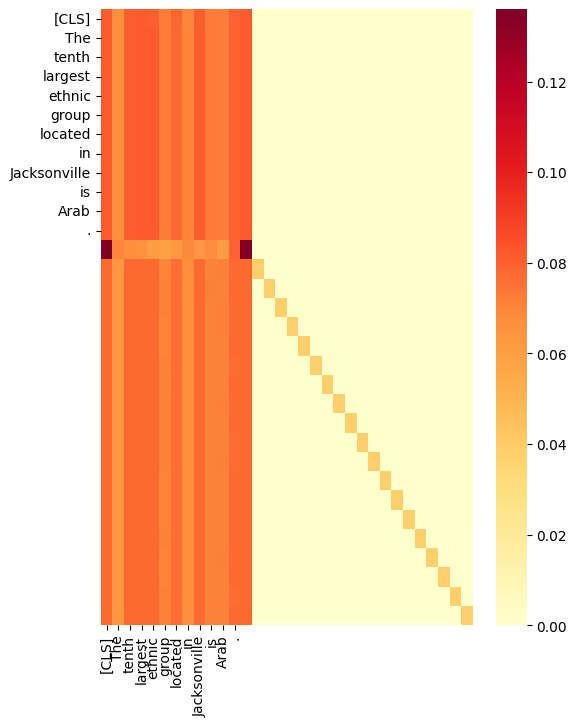 [CLS]
The
tenth
largest
ethnic
group
located
in
Jacksonville
is
Arab
.
0.12
0.10
0.08
0.06
0.04
0.02
0.00
[CLS]
The
tenth
largest
ethnic
group
located
in
Jacksonville
is
Arab
.